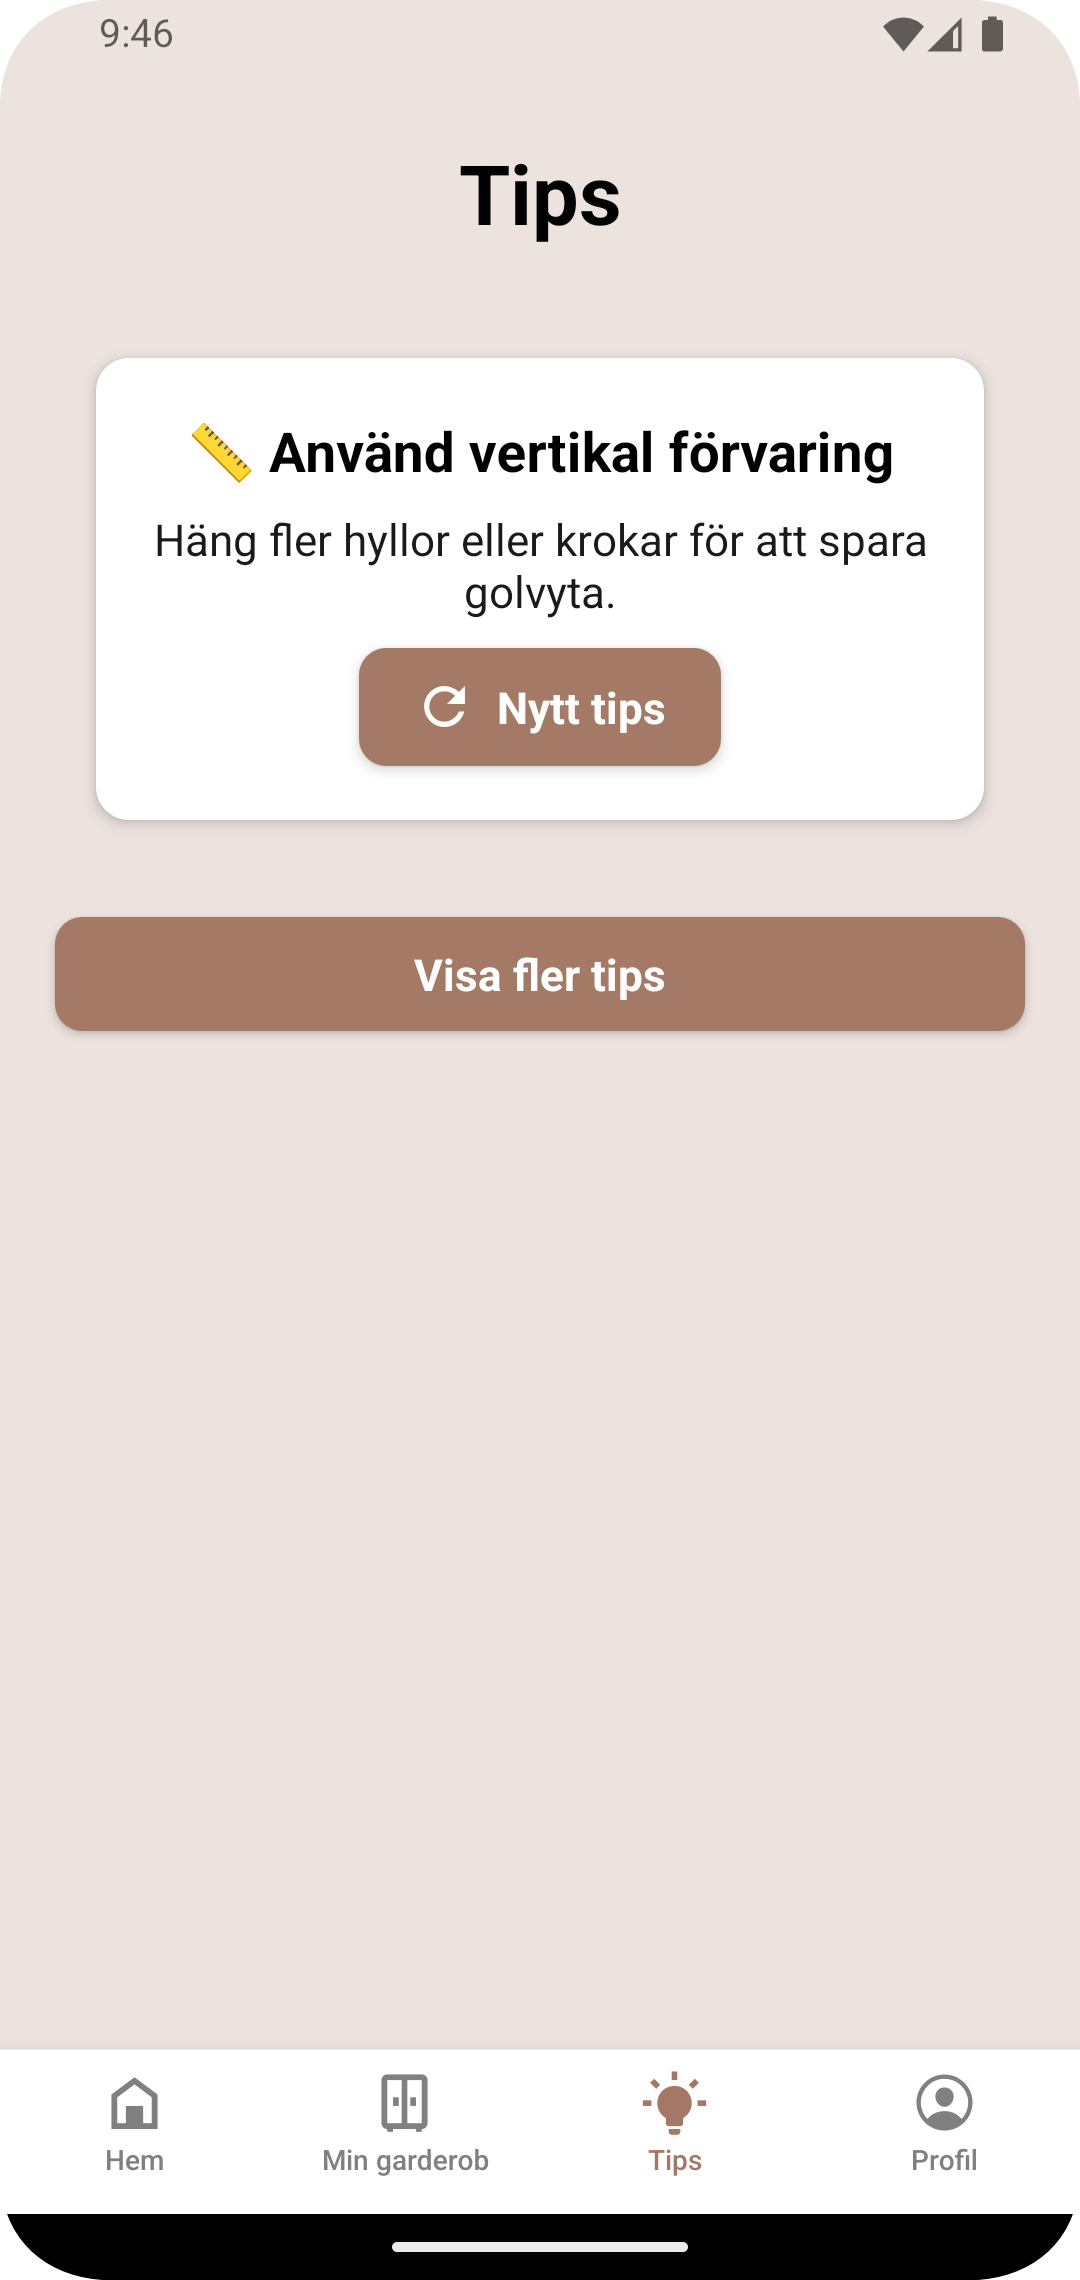 9:46
Tips
📏 Använd vertikal förvaring
Häng fler hyllor eller krokar för att spara
golvyta.
Nytt tips
Visa fler tips
Hem
Min garderob
Tips
Profil